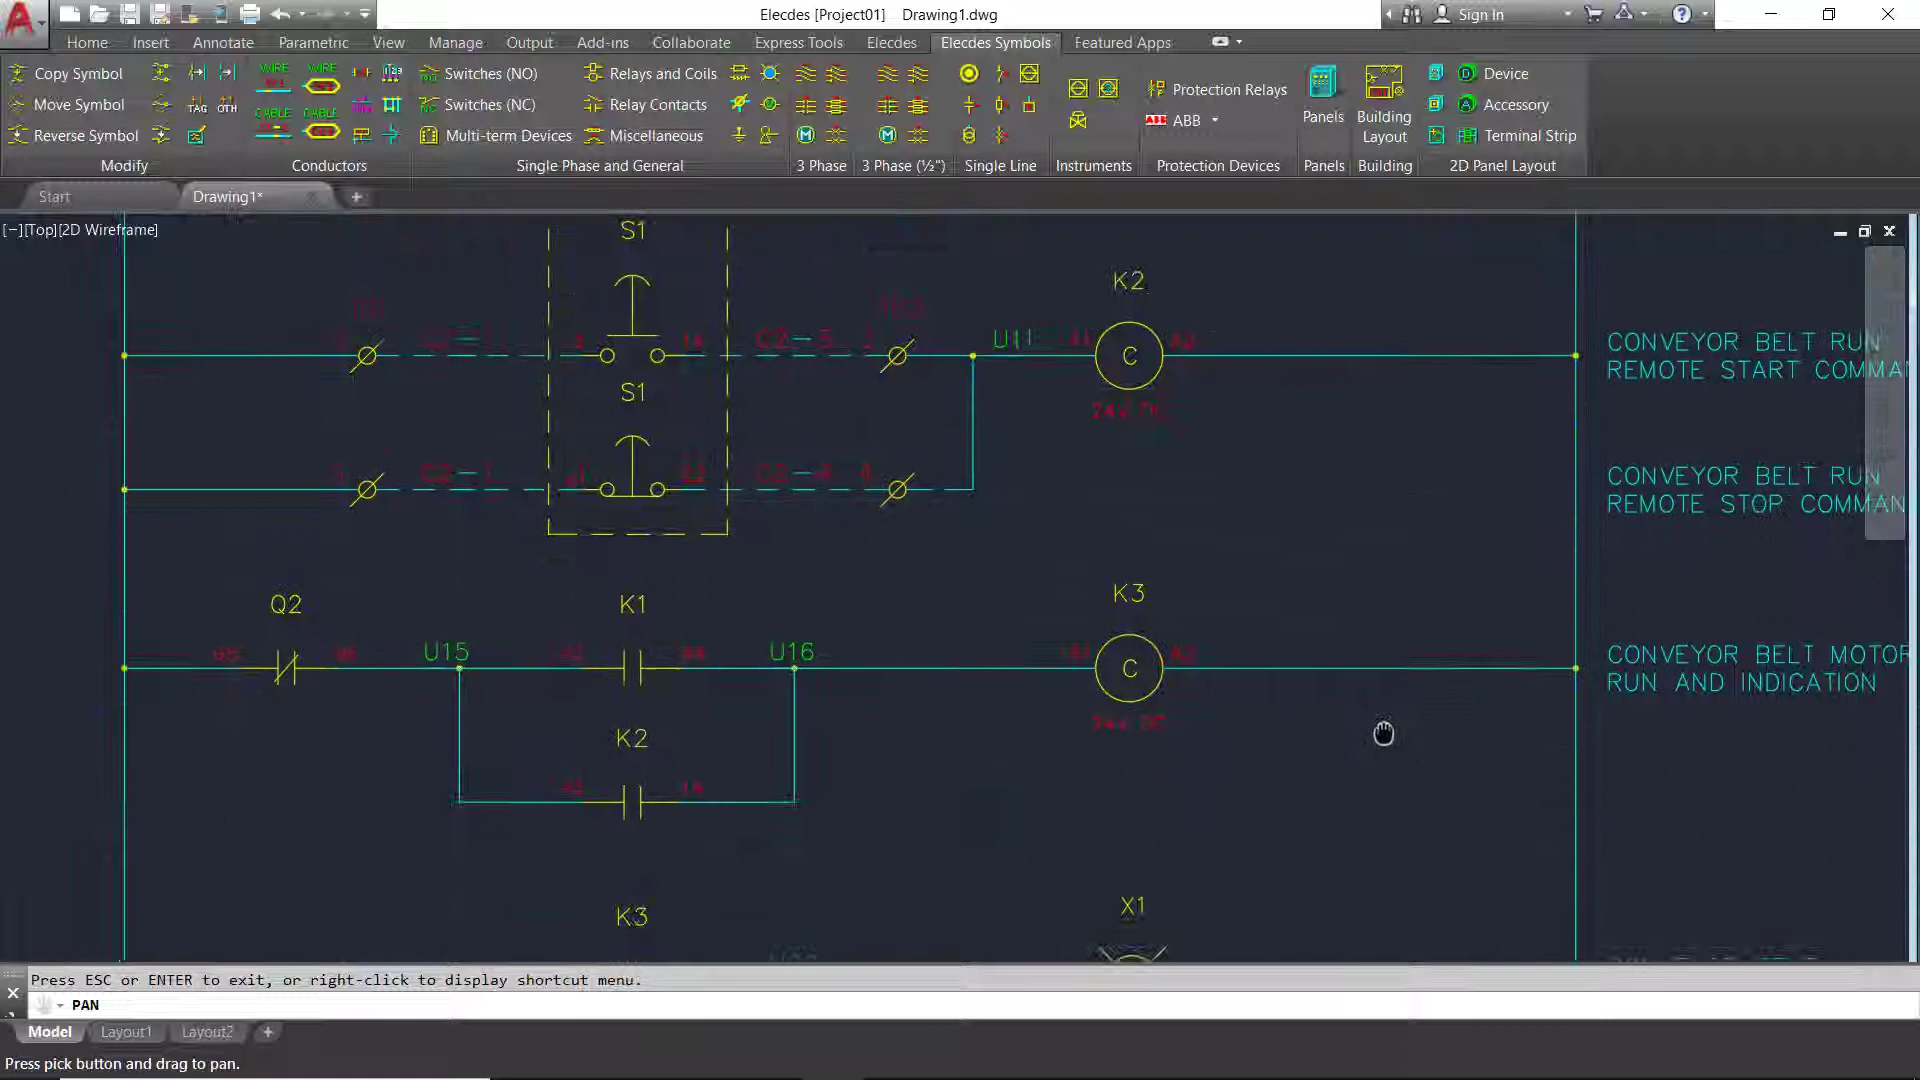 Elecdes [Project01] Drawing1.dwg
Sign In
Home Insert Annotate Parametric View Manage Output Add-ins Collaborate Express Tools Elecdes Elecdes Symbols Featured Apps
Copy Symbol
Move Symbol
Reverse Symbol
Modify
TAG OTH
WIRE WIRE
CABLE CABLE
Conductors
Switches (NO) Relays and Coils
Switches (NC) Relay Contacts
Multi-term Devices Miscellaneous
Single Phase and General
3 Phase 3 Phase (½") Single Line Instruments
Protection Relays
ABB ABB
Protection Devices
Panels
Panels
Building
Layout
Building
Device
Accessory
Terminal Strip
2D Panel Layout
Start Drawing1* +
[−][Top][2D Wireframe]
S1
K2
U11
C
CONVEYOR BELT RUN
REMOTE START COMMA
S1
CONVEYOR BELT RUN
REMOTE STOP COMMAN
Q2 K1 K3
U15 U16
C
CONVEYOR BELT MOTOR
RUN AND INDICATION
K2
K3 X1
Press ESC or ENTER to exit, or right-click to display shortcut menu.
PAN
Model Layout1 Layout2 +
Press pick button and drag to pan.